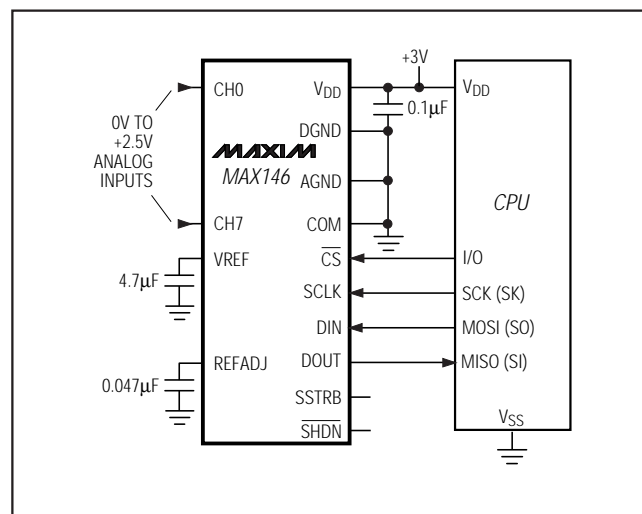 +3V
CH0
VDD
VDD
0.1µF
0V TO
+2.5V
ANALOG
INPUTS
DGND
MAXIM
MAX146
AGND
CPU
CH7
COM
VREF
CS
I/O
4.7µF
SCLK
SCK (SK)
DIN
MOSI (SO)
REFADJ
DOUT
MISO (SI)
0.047µF
SSTRB
SHDN
VSS